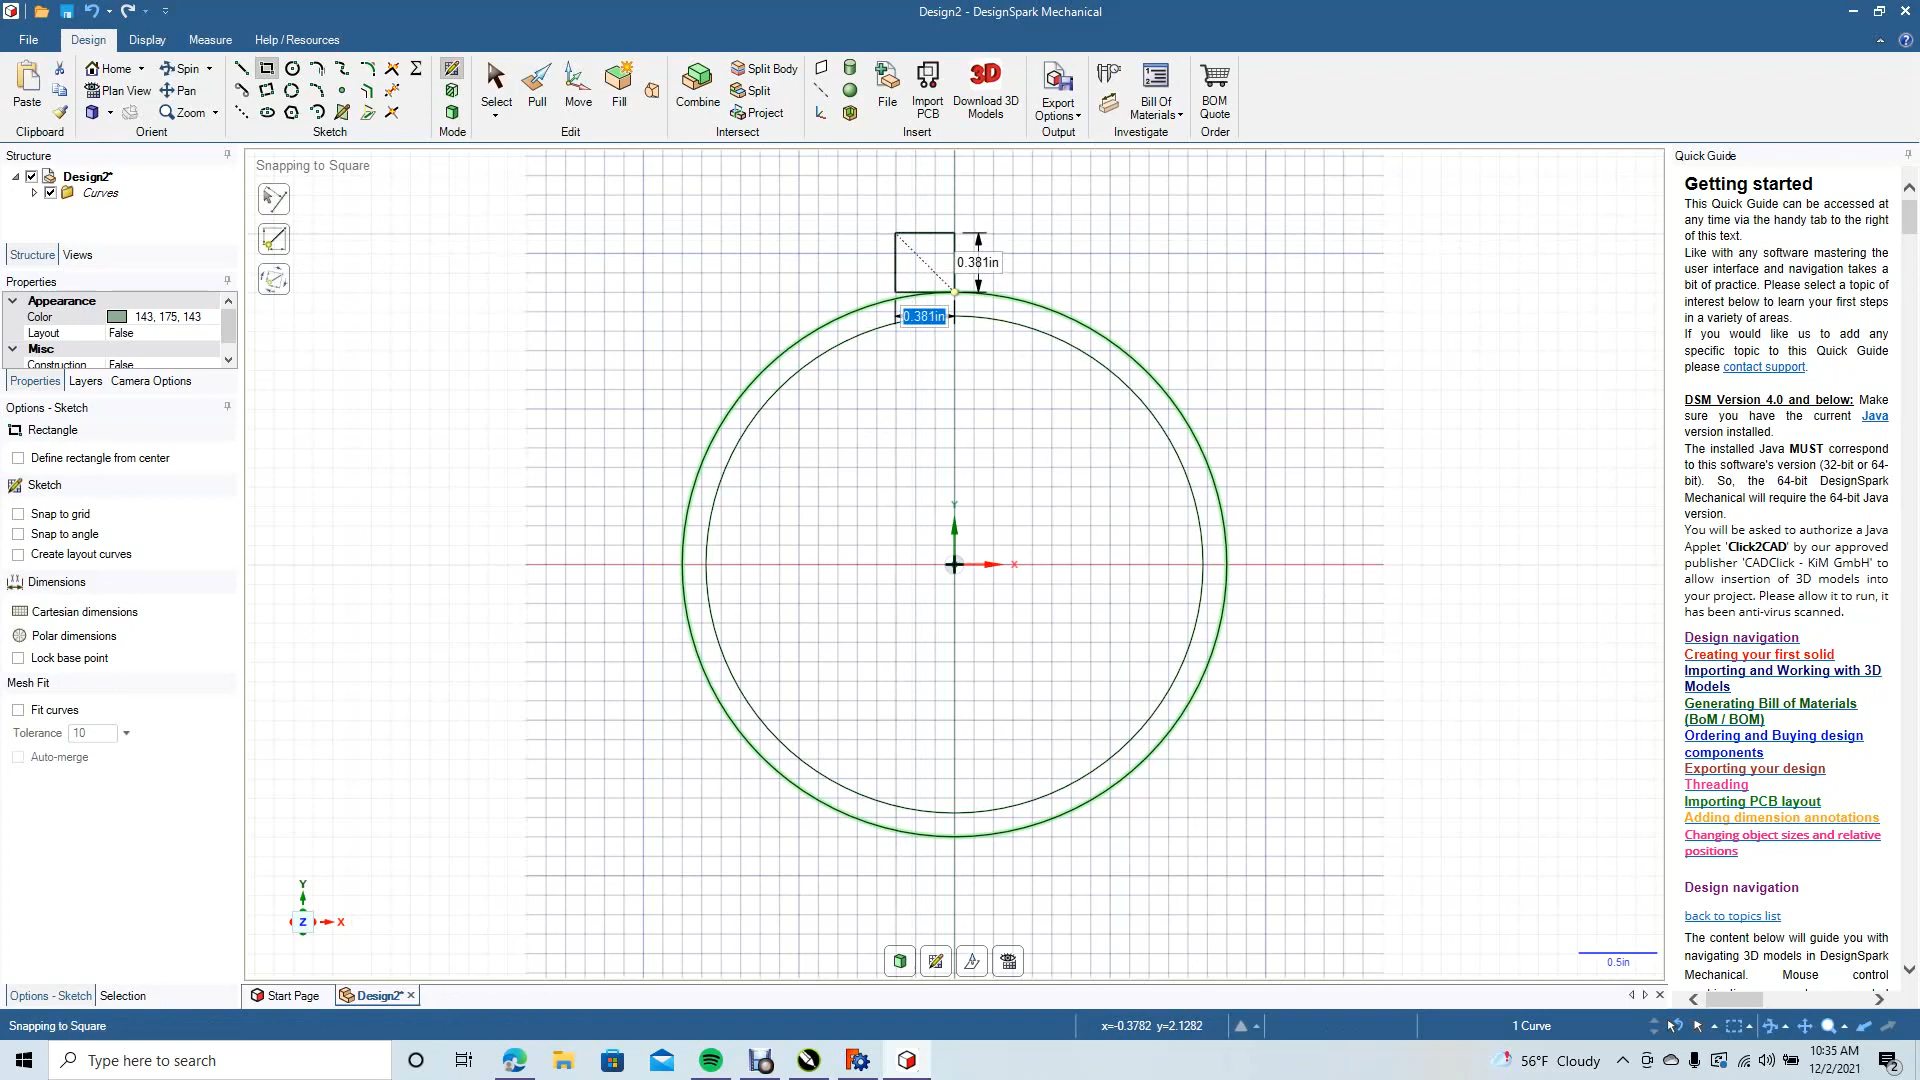 Design2 - DesignSpark Mechanical
File
Design
Display
Measure
Help / Resources
Paste
Clipboard
Home
Plan View
Spin
Pan
Zoom
Orient
Sketch
Mode
Select
Pull
Move
Fill
Edit
Combine
Split Body
Split
Project
Intersect
File
Import PCB
3D
Download 3D Models
Insert
Export Options
Output
Bill Of Materials
Investigate
BOM Quote
Order
Structure
Design2*
Curves
Structure
Views
Properties
Appearance
Color
143, 175, 143
Layout
False
Misc
Construction
False
Properties
Layers
Camera Options
Options - Sketch
Rectangle
Define rectangle from center
Sketch
Snap to grid
Snap to angle
Create layout curves
Dimensions
Cartesian dimensions
Polar dimensions
Lock base point
Mesh Fit
Fit curves
Tolerance
10
Auto-merge
Options - Sketch
Selection
Snapping to Square
0.381in
0.381in
Y
X
Y
Z
X
0.5in
Start Page
Design2*
Quick Guide
Getting started
This Quick Guide can be accessed at
any time via the handy tab to the right
of this text.
Like with any software mastering the
user interface and navigation takes a
bit of practice. Please select a topic of
interest below to learn your first steps
in a variety of areas.
If you would like us to add any
specific topic to this Quick Guide
please contact support.
DSM Version 4.0 and below: Make
sure you have the current Java
version installed.
The installed Java MUST correspond
to this software's version (32-bit or 64-
bit). So, the 64-bit DesignSpark
Mechanical will require the 64-bit Java
version.
You will be asked to authorize a Java
Applet 'Click2CAD' by our approved
publisher 'CADClick - KiM GmbH' to
allow insertion of 3D models into
your project. Please allow it to run, it
has been anti-virus scanned.
Design navigation
Creating your first solid
Importing and Working with 3D
Models
Generating Bill of Materials
(BoM / BOM)
Ordering and Buying design
components
Exporting your design
Threading
Importing PCB layout
Adding dimension annotations
Changing object sizes and relative
positions
Design navigation
back to topics list
The content below will guide you with
navigating 3D models in DesignSpark
Mechanical. Mouse control
Snapping to Square
x=-0.3782 y=2.1282
1 Curve
Type here to search
56°F Cloudy
10:35 AM
12/2/2021
2